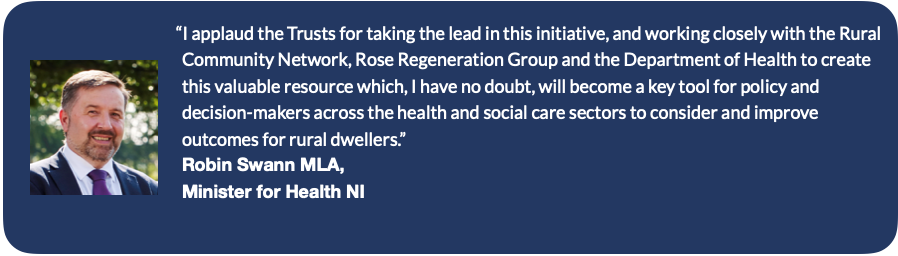 “I applaud the Trusts for taking the lead in this initiative, and working closely with the Rural
Community Network, Rose Regeneration Group and the Department of Health to create
this valuable resource which, I have no doubt, will become a key tool for policy and
decision-makers across the health and social care sectors to consider and improve
outcomes for rural dwellers.”
Robin Swann MLA,
Minister for Health NI